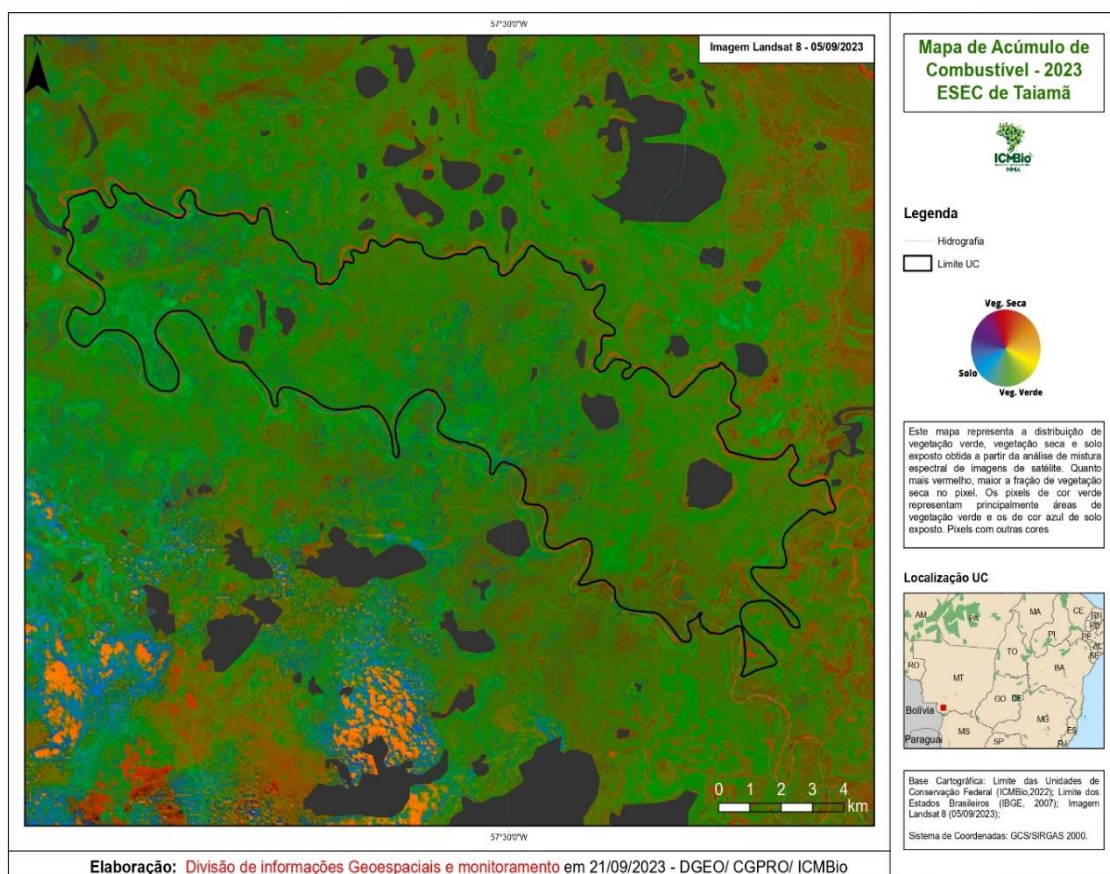 57°30'0"W
N
Imagem Landsat 8 - 05/09/2023
0 1 2 3 4
km
57°30'0"W
Elaboração: Divisão de informações Geoespaciais e monitoramento em 21/09/2023 - DGEO/ CGPRO/ ICMBio
Mapa de Acúmulo de
Combustível - 2023
ESEC de Taiamã
ICMBio
MMA
Legenda
Hidrografia
Limite UC
Veg. Seca
Solo
Veg. Verde
Este mapa representa a distribuição de
vegetação verde, vegetação seca e solo
exposto obtida a partir da análise de mistura
espectral de imagens de satélite. Quanto
mais vermelho, maior a fração de vegetação
seca no pixel. Os pixels de cor verde
representam principalmente áreas de
vegetação verde e os de cor azul de solo
exposto. Pixels com outras cores
Localização UC
AM
PA
MA
CE
RN
PB
PE
AL
SE
PI
TO
RO
MT
BA
GO
DF
Bolívia
MG
MS
ES
Paraguai
SP
RJ
Base Cartográfica: Limite das Unidades de
Conservação Federal (ICMBio,2022); Limite dos
Estados Brasileiros (IBGE, 2007); Imagem
Landsat 8 (05/09/2023);
Sistema de Coordenadas: GCS/SIRGAS 2000.